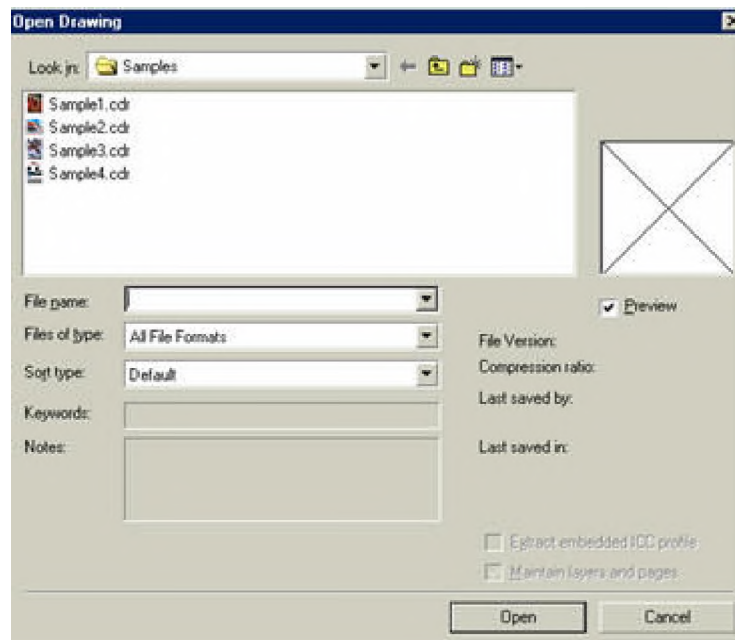 Open Drawing
Look in: Samples
Sample1.cdr
Sample2.cdr
Sample3.cdr
Sample4.cdr
File name:
Preview
Files of type: All File Formats
File Version:
Sort type: Default
Compression ratio:
Keywords:
Last saved by:
Notes:
Last saved in:
Extract embedded ICC profile
Maintain layers and pages
Open Cancel